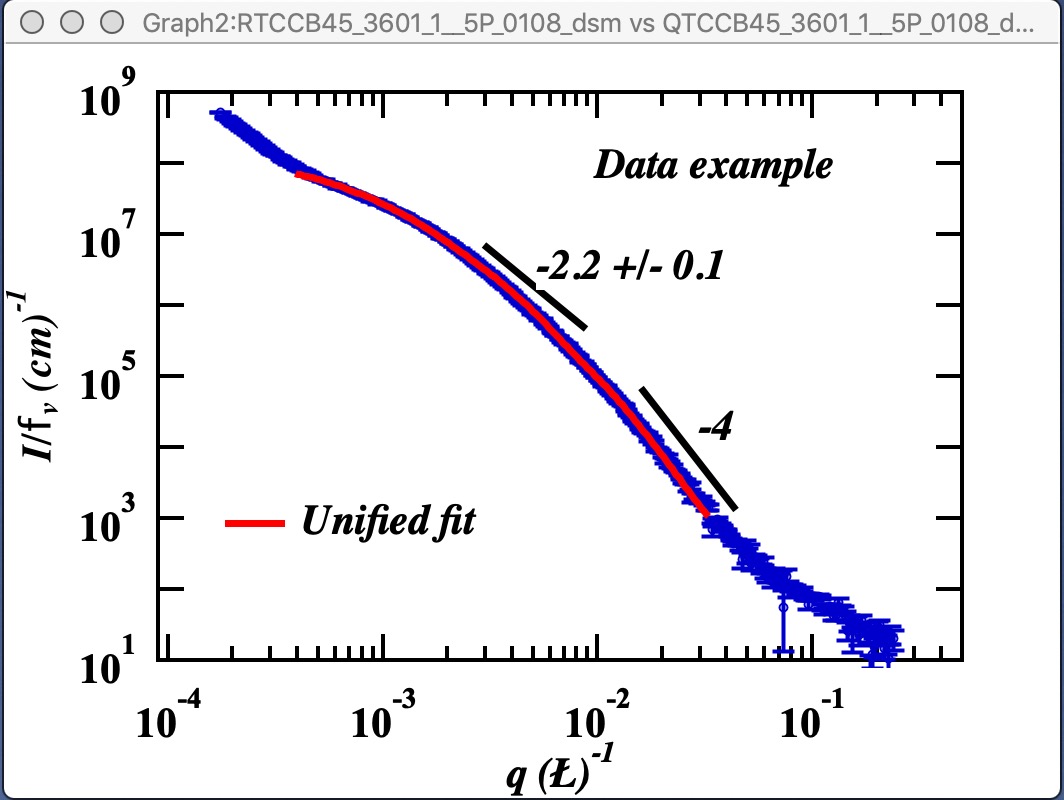 Graph2:RTCCB45_3601_1__5P_0108_dsm vs QTCCB45_3601_1__5P_0108_d...
10^9
10^7
10^5
10^3
10^1
I/f_v (cm)^-1
Data example
-2.2 +/- 0.1
-4
Unified fit
10^-4 10^-3 10^-2 10^-1
q (Ł)^-1